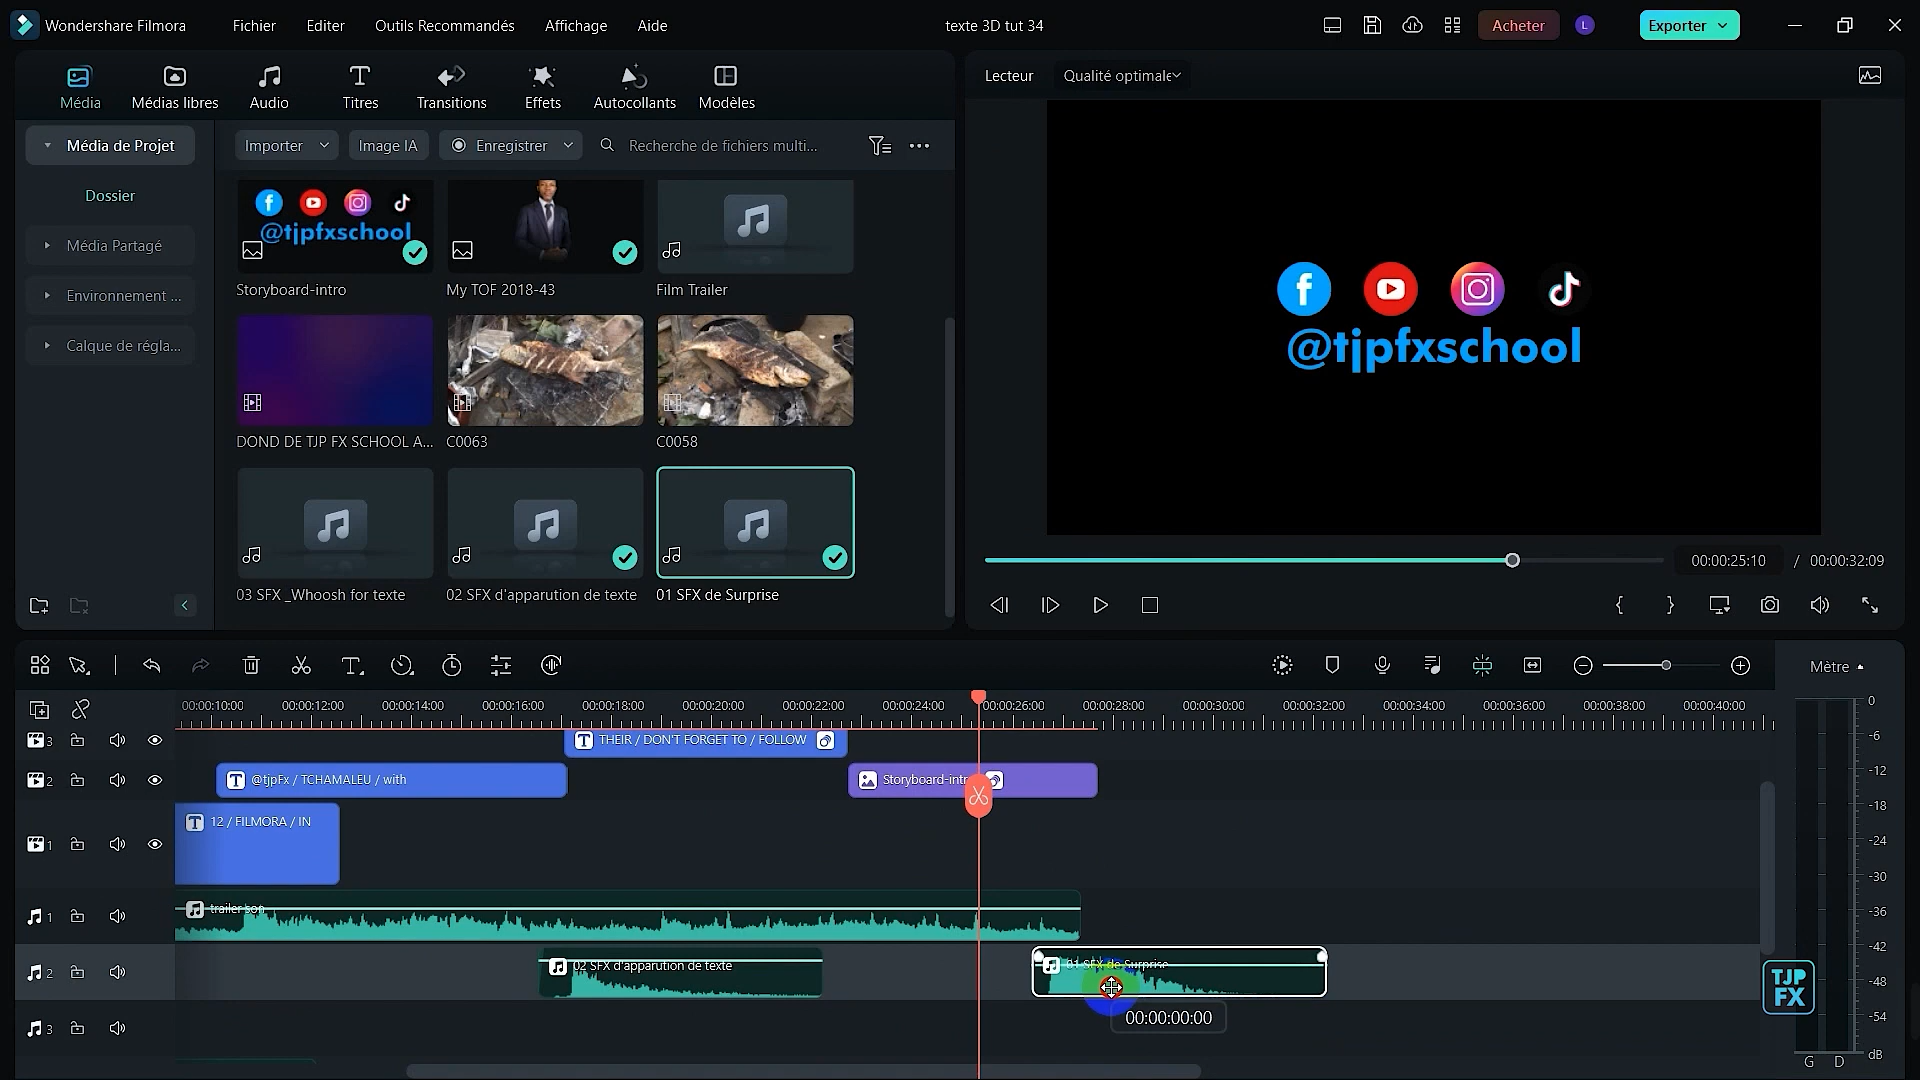 Wondershare Filmora Fichier Editer Outils Recommandés Affichage Aide texte 3D tut 34 Acheter L Exporter
Média Médias libres Audio Titres Transitions Effets Autocollants Modèles
Lecteur Qualité optimale
Média de Projet
Dossier
Média Partagé
Environnement ...
Calque de régla...
Importer Image IA Enregistrer Recherche de fichiers multi...
@tjpfxschool
Storyboard-intro My TOF 2018-43 Film Trailer
DOND DE TJP FX SCHOOL A... C0063 C0058
03 SFX _Whoosh for texte 02 SFX d'apparution de texte 01 SFX de Surprise
@tjpfxschool
00:00:25:10 / 00:00:32:09
Mètre
00:00:10:00 00:00:12:00 00:00:14:00 00:00:16:00 00:00:18:00 00:00:20:00 00:00:22:00 00:00:24:00 00:00:26:00 00:00:28:00 00:00:30:00 00:00:32:00 00:00:34:00 00:00:36:00 00:00:38:00 00:00:40:00
3 THEIR / DON'T FORGET TO / FOLLOW
2 @tjpFx / TCHAMALEU / with Storyboard-intr
1 12 / FILMORA / IN
1 trailer son
2 02 SFX d'apparution de texte 01 SFX de Surprise
00:00:00:00
3
0
-6
-12
-18
-24
-30
-36
-42
-48
-54
dB
G D
TJP
FX